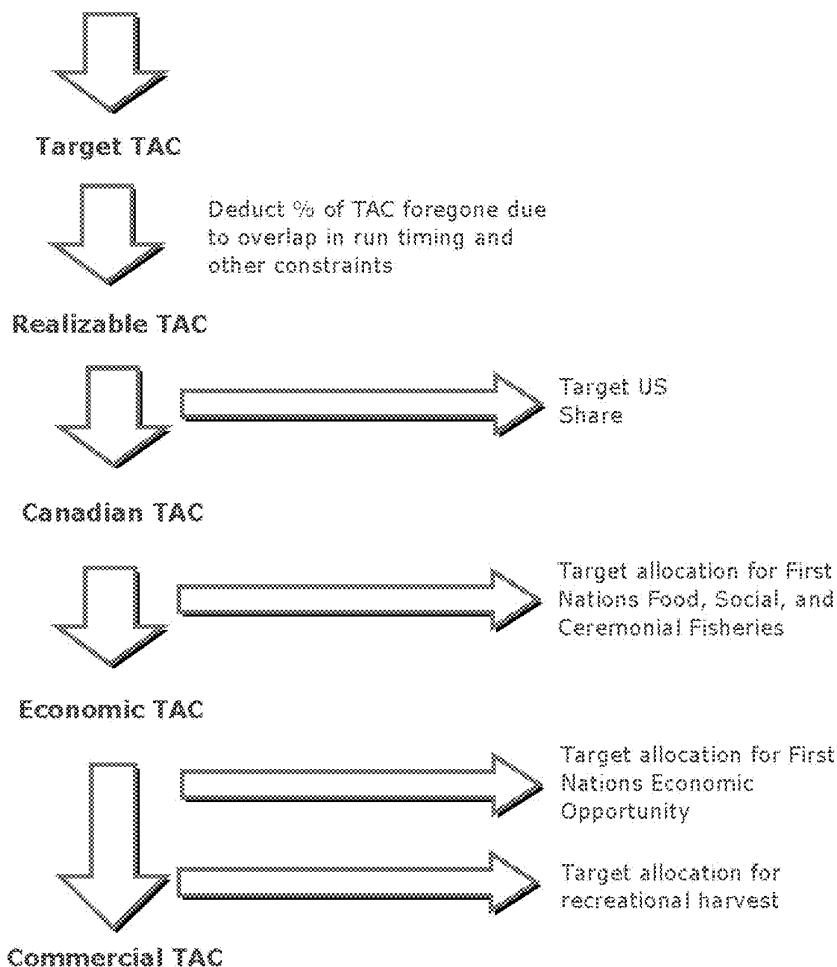 Target TAC
Deduct % of TAC foregone due
to overlap in run timing and
other constraints
Realizable TAC
Target US
Share
Canadian TAC
Target allocation for First
Nations Food, Social, and
Ceremonial Fisheries
Economic TAC
Target allocation for First
Nations Economic
Opportunity
Target allocation for
recreational harvest
Commercial TAC